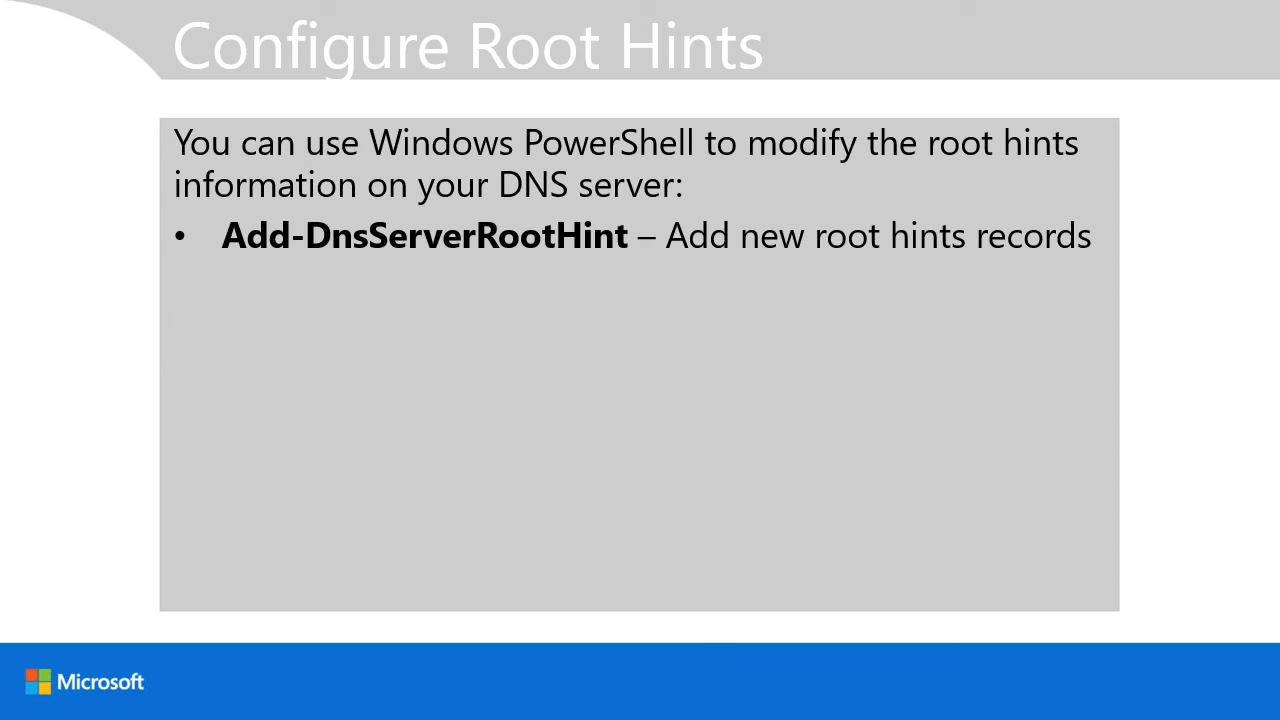 Configure Root Hints
You can use Windows PowerShell to modify the root hints
information on your DNS server:
• Add-DnsServerRootHint – Add new root hints records
Microsoft